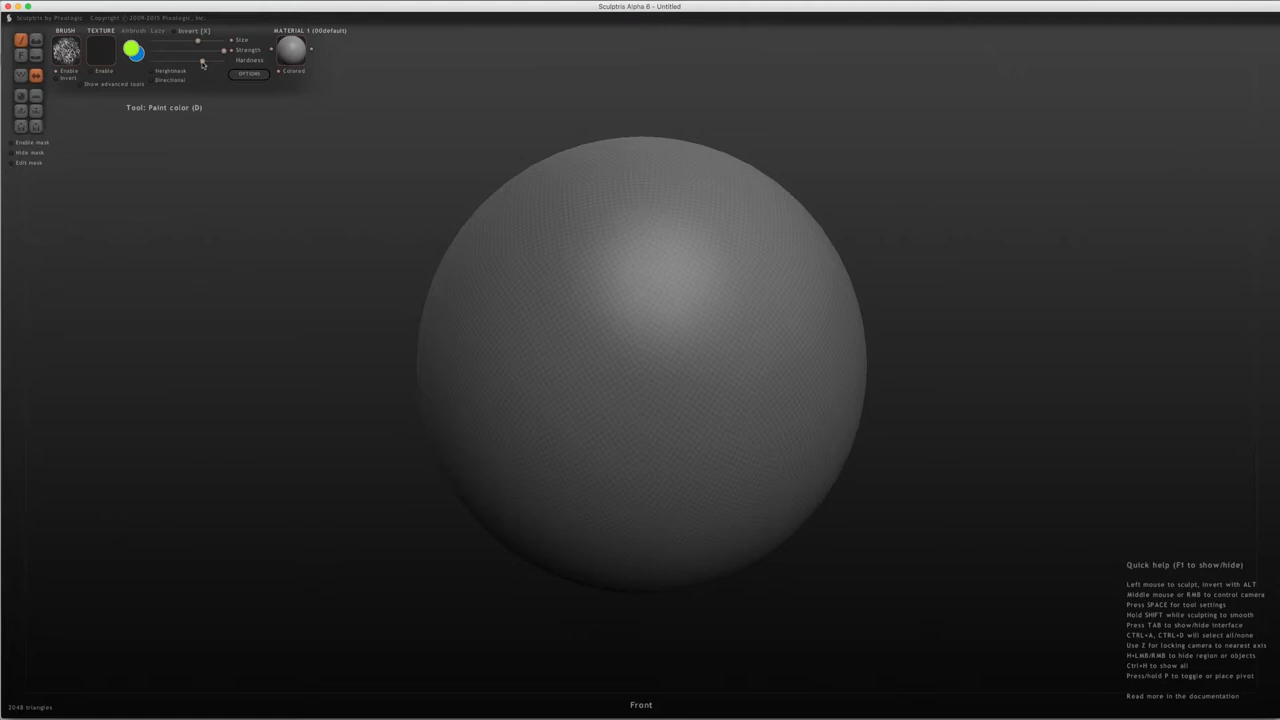 Sculptris Alpha 6 - Untitled
Sculptris by Pixologic Copyright © 2009-2015 Pixologic, Inc.
BRUSH TEXTURE Airbrush Lazy Invert [X] MATERIAL 1 (00default)
Size
Strength
Hardness
Enable Enable Heightmask OPTIONS Colored
Invert Directional
Show advanced tools
Tool: Paint color (D)
Enable mask
Hide mask
Edit mask
Quick help (F1 to show/hide)
Left mouse to sculpt, invert with ALT
Middle mouse or RMB to control camera
Press SPACE for tool settings
Hold SHIFT while sculpting to smooth
Press TAB to show/hide interface
CTRL+A, CTRL+D will select all/none
Use Z for locking camera to nearest axis
H+LMB/RMB to hide region or objects
Ctrl+H to show all
Press/hold P to toggle or place pivot
Read more in the documentation
2048 triangles Front